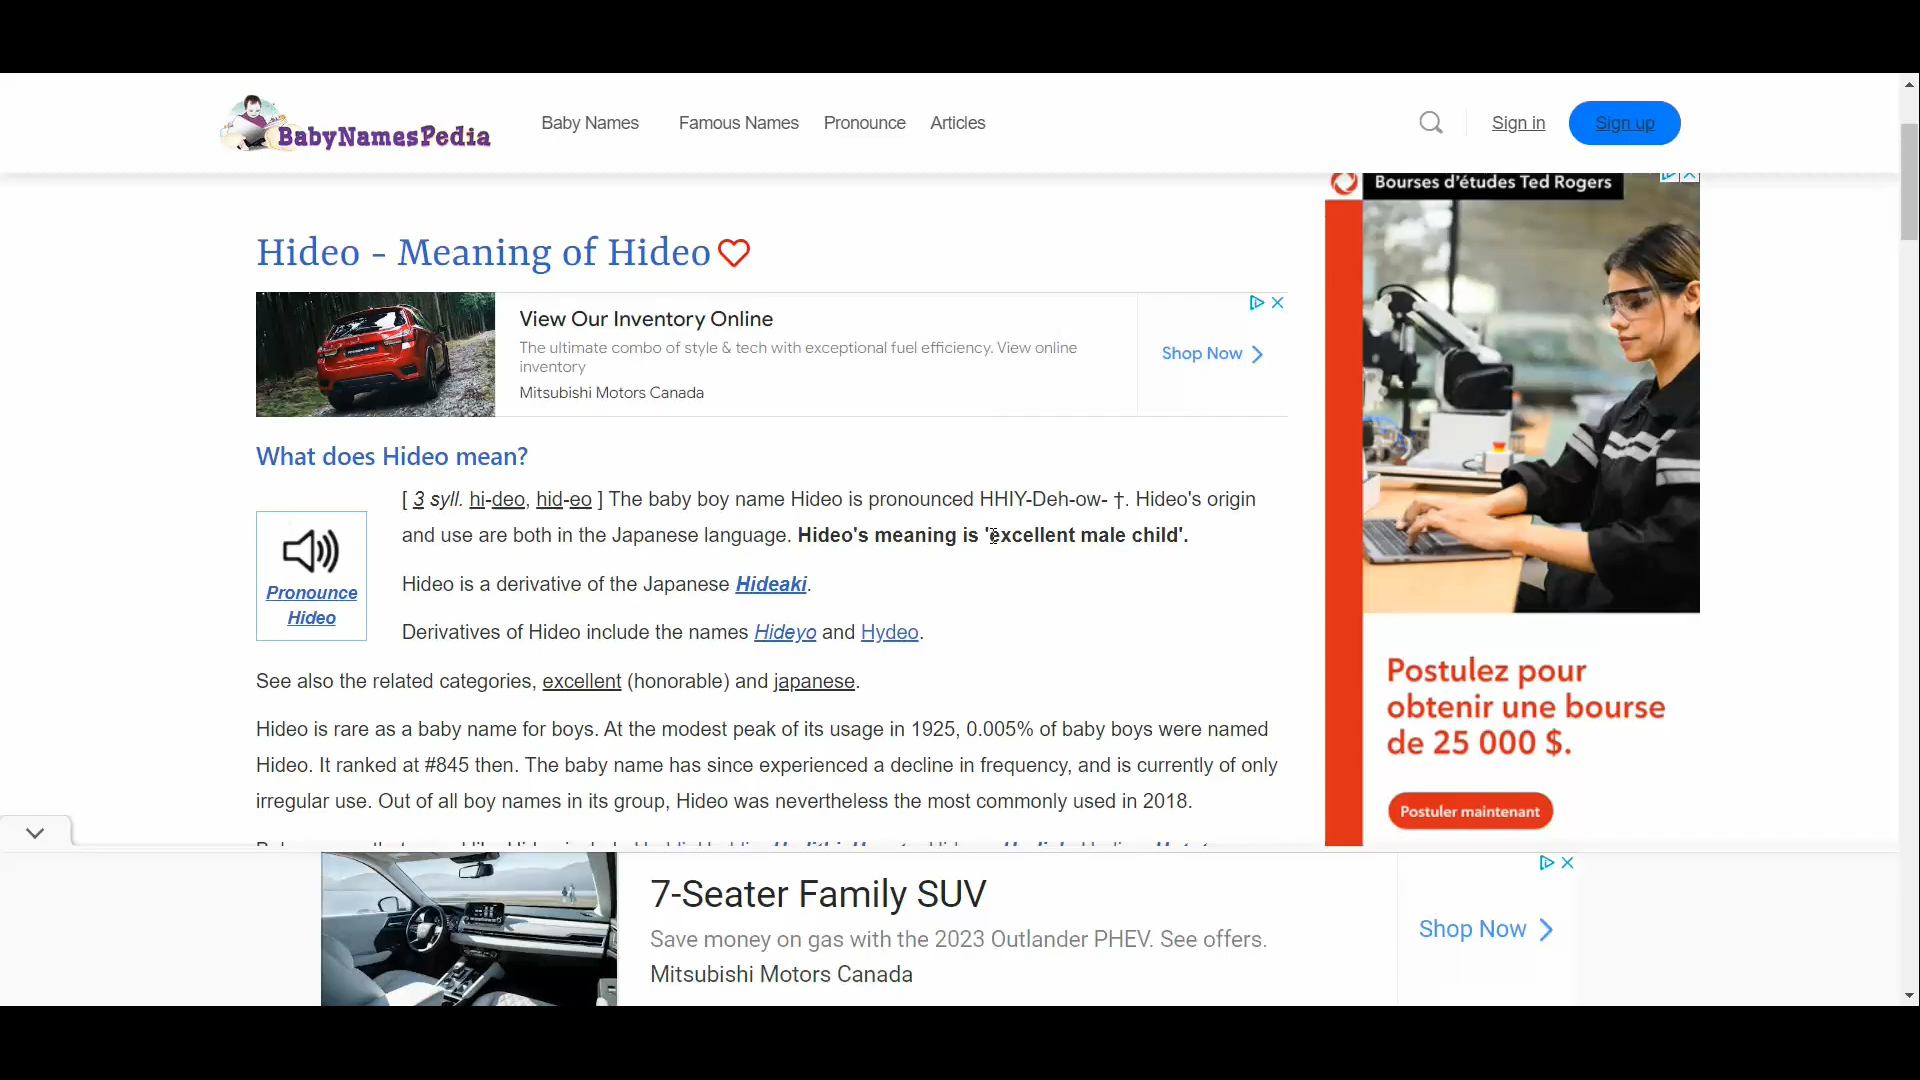 BabyNamesPedia
Baby Names
Famous Names
Pronounce
Articles
Sign in
Sign up
Bourses d'études Ted Rogers
Hideo - Meaning of Hideo
View Our Inventory Online
The ultimate combo of style & tech with exceptional fuel efficiency. View online
inventory
Mitsubishi Motors Canada
Shop Now
What does Hideo mean?
[ 3 syll. hi-deo, hid-eo ] The baby boy name Hideo is pronounced HHIY-Deh-ow- †. Hideo's origin
and use are both in the Japanese language. Hideo's meaning is 'excellent male child'.
Pronounce
Hideo
Hideo is a derivative of the Japanese Hideaki.
Derivatives of Hideo include the names Hideyo and Hydeo.
See also the related categories, excellent (honorable) and japanese.
Hideo is rare as a baby name for boys. At the modest peak of its usage in 1925, 0.005% of baby boys were named
Hideo. It ranked at #845 then. The baby name has since experienced a decline in frequency, and is currently of only
irregular use. Out of all boy names in its group, Hideo was nevertheless the most commonly used in 2018.
Postulez pour
obtenir une bourse
de 25 000 $.
Postuler maintenant
7-Seater Family SUV
Save money on gas with the 2023 Outlander PHEV. See offers.
Mitsubishi Motors Canada
Shop Now